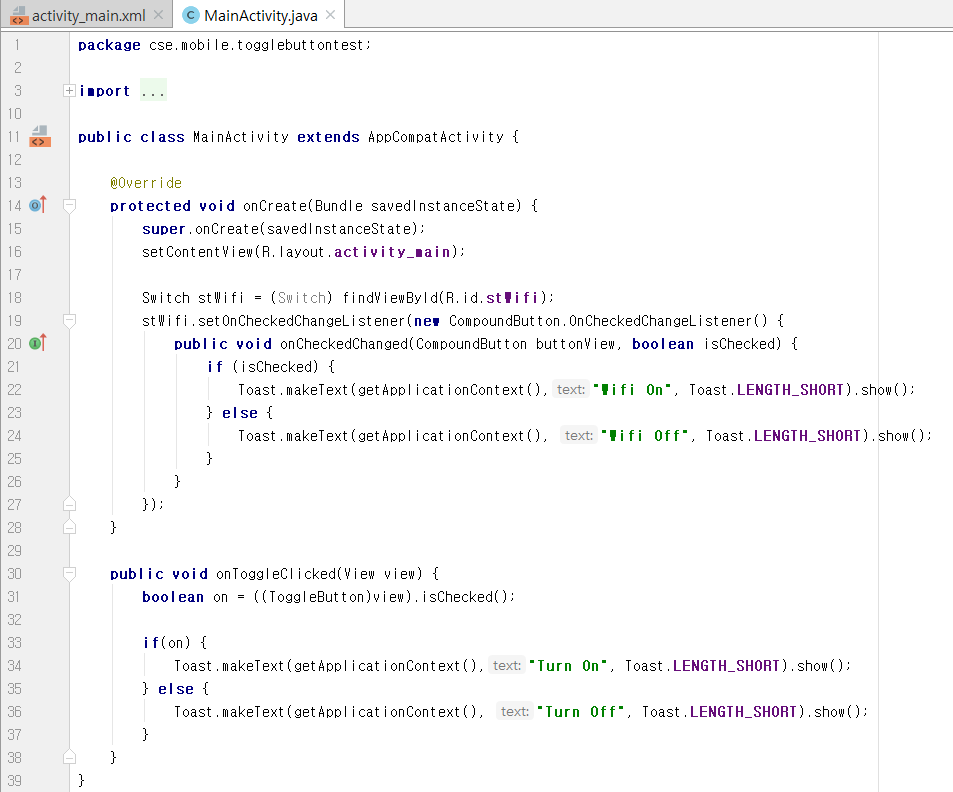 activity_main.xml × MainActivity.java ×
1 package cse.mobile.togglebuttontest;
2
3 import ...
10
11 public class MainActivity extends AppCompatActivity {
12
13 @Override
14 protected void onCreate(Bundle savedInstanceState) {
15 super.onCreate(savedInstanceState);
16 setContentView(R.layout.activity_main);
17
18 Switch stWifi = (Switch) findViewById(R.id.stWifi);
19 stWifi.setOnCheckedChangeListener(new CompoundButton.OnCheckedChangeListener() {
20 public void onCheckedChanged(CompoundButton buttonView, boolean isChecked) {
21 if (isChecked) {
22 Toast.makeText(getApplicationContext(), text: "Wifi On", Toast.LENGTH_SHORT).show();
23 } else {
24 Toast.makeText(getApplicationContext(), text: "Wifi Off", Toast.LENGTH_SHORT).show();
25 }
26 }
27 });
28 }
29
30 public void onToggleClicked(View view) {
31 boolean on = ((ToggleButton)view).isChecked();
32
33 if(on) {
34 Toast.makeText(getApplicationContext(), text: "Turn On", Toast.LENGTH_SHORT).show();
35 } else {
36 Toast.makeText(getApplicationContext(), text: "Turn Off", Toast.LENGTH_SHORT).show();
37 }
38 }
39 }